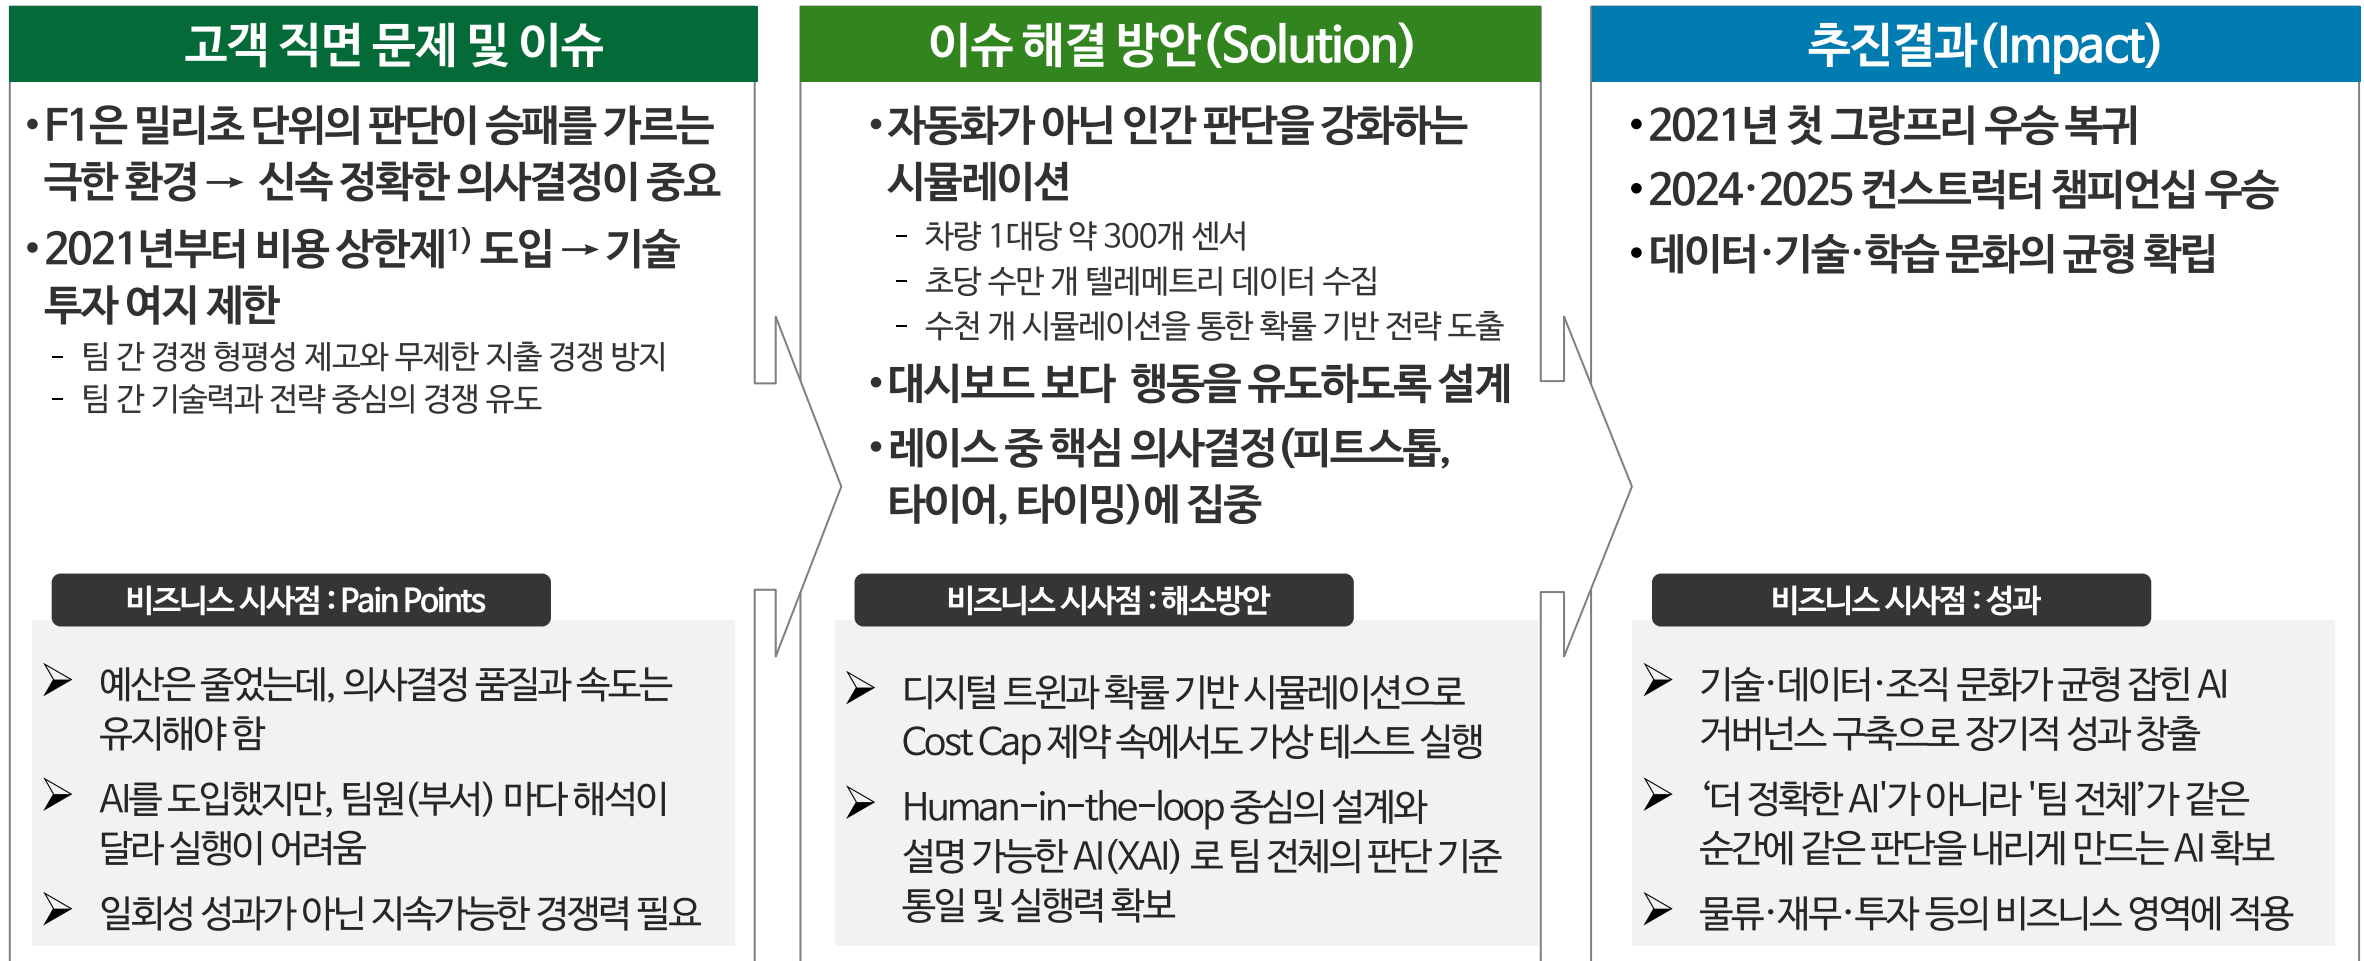 고객 직면 문제 및 이슈
•F1은 밀리초 단위의 판단이 승패를 가르는
극한 환경 → 신속 정확한 의사결정이 중요
•2021년부터 비용 상한제1) 도입 → 기술
투자 여지 제한
- 팀 간 경쟁 형평성 제고와 무제한 지출 경쟁 방지
- 팀 간 기술력과 전략 중심의 경쟁 유도
비즈니스 시사점 : Pain Points
➢ 예산은 줄었는데, 의사결정 품질과 속도는
유지해야 함
➢ AI를 도입했지만, 팀원(부서) 마다 해석이
달라 실행이 어려움
➢ 일회성 성과가 아닌 지속가능한 경쟁력 필요
이슈 해결 방안(Solution)
•자동화가 아닌 인간 판단을 강화하는
시뮬레이션
- 차량 1대당 약 300개 센서
- 초당 수만 개 텔레메트리 데이터 수집
- 수천 개 시뮬레이션을 통한 확률 기반 전략 도출
•대시보드 보다 행동을 유도하도록 설계
•레이스 중 핵심 의사결정(피트스톱,
타이어, 타이밍)에 집중
비즈니스 시사점 : 해소방안
➢ 디지털 트윈과 확률 기반 시뮬레이션으로
Cost Cap 제약 속에서도 가상 테스트 실행
➢ Human-in-the-loop 중심의 설계와
설명 가능한 AI(XAI) 로 팀 전체의 판단 기준
통일 및 실행력 확보
추진결과(Impact)
•2021년 첫 그랑프리 우승 복귀
•2024·2025 컨스트럭터 챔피언십 우승
•데이터·기술·학습 문화의 균형 확립
비즈니스 시사점 : 성과
➢ 기술·데이터·조직 문화가 균형 잡힌 AI
거버넌스 구축으로 장기적 성과 창출
➢ ‘더 정확한 AI'가 아니라 '팀 전체’가 같은
순간에 같은 판단을 내리게 만드는 AI 확보
➢ 물류·재무·투자 등의 비즈니스 영역에 적용